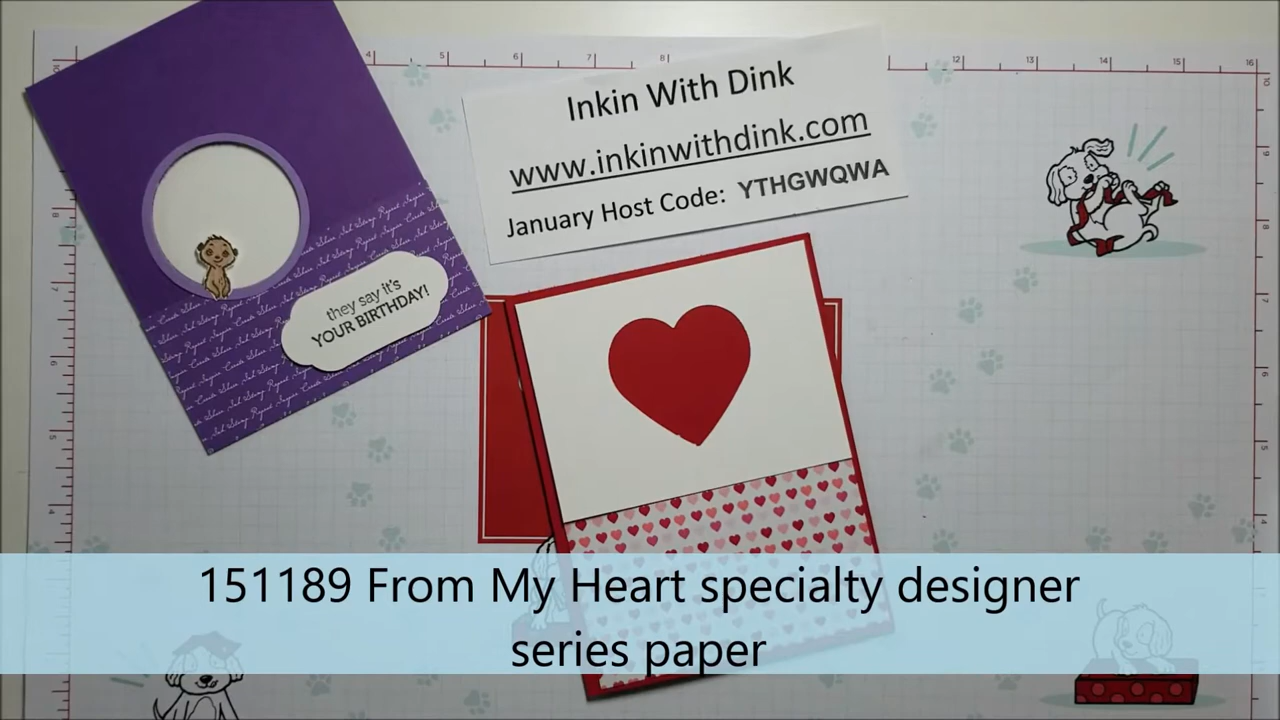 Inkin With Dink
www.inkinwithdink.com
January Host Code: YTHGWQWA
they say it's
YOUR BIRTHDAY!
151189 From My Heart specialty designer
series paper